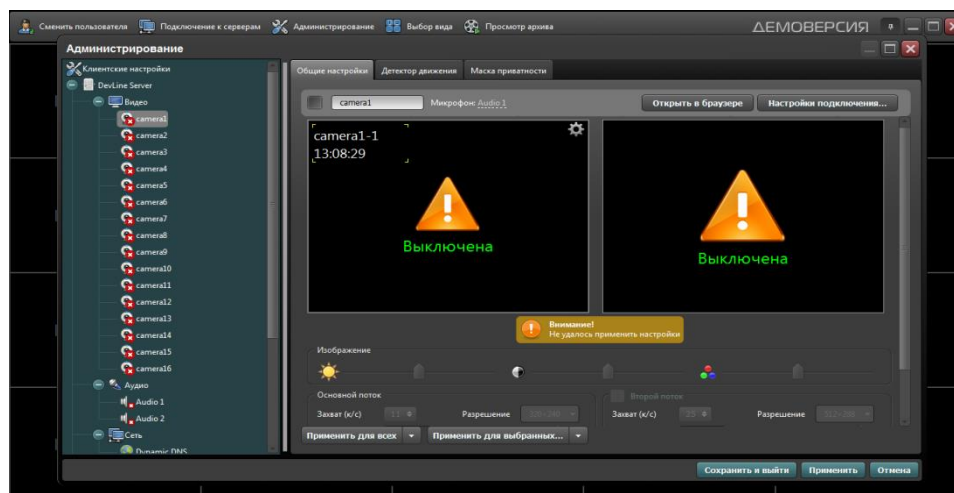 Сменить пользователя Подключение к серверам Администрирование Выбор вида Просмотр архива ДЕМОВЕРСИЯ
Администрирование
Клиентские настройки
DevLine Server
Видео
camera1
camera2
camera3
camera4
camera5
camera6
camera7
camera8
camera9
camera10
camera11
camera12
camera13
camera14
camera15
camera16
Аудио
Audio 1
Audio 2
Сеть
Dynamic DNS
Общие настройки Детектор движения Маска приватности
camera1 Микрофон: Audio 1 Открыть в браузере Настройки подключения...
camera1-1
13:08:29
Выключена
Выключена
Внимание!
Не удалось применить настройки
Изображение
Основной поток Второй поток
Захват (к/с) Разрешение Захват (к/с) 25 Разрешение
Применить для всех Применить для выбранных...
Сохранить и выйти Применить Отмена